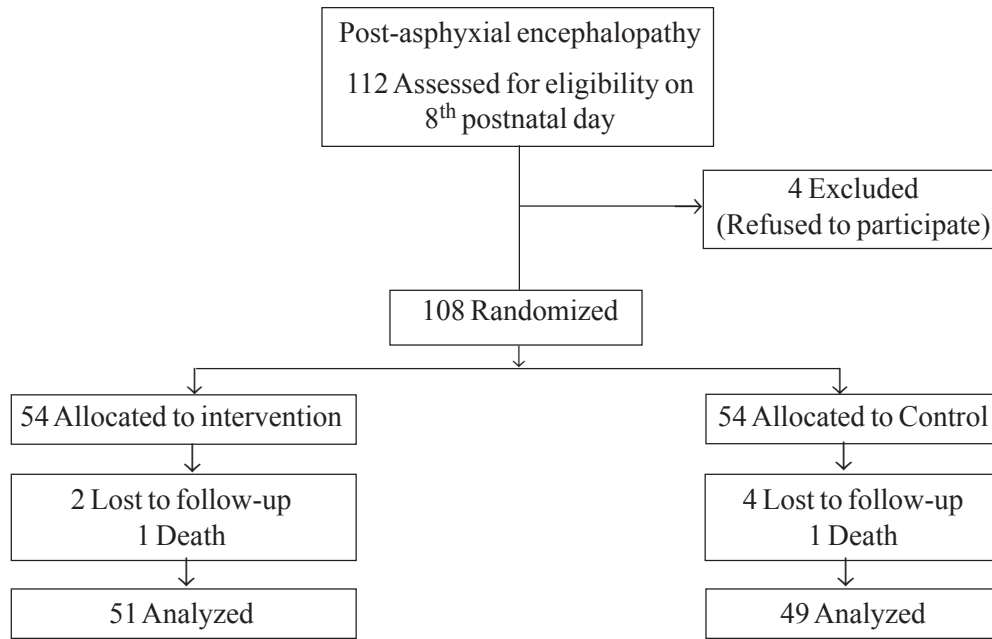 Post-asphyxial encephalopathy
112 Assessed for eligibility on
8th postnatal day
4 Excluded
(Refused to participate)
108 Randomized
54 Allocated to intervention
54 Allocated to Control
2 Lost to follow-up
1 Death
4 Lost to follow-up
1 Death
51 Analyzed
49 Analyzed